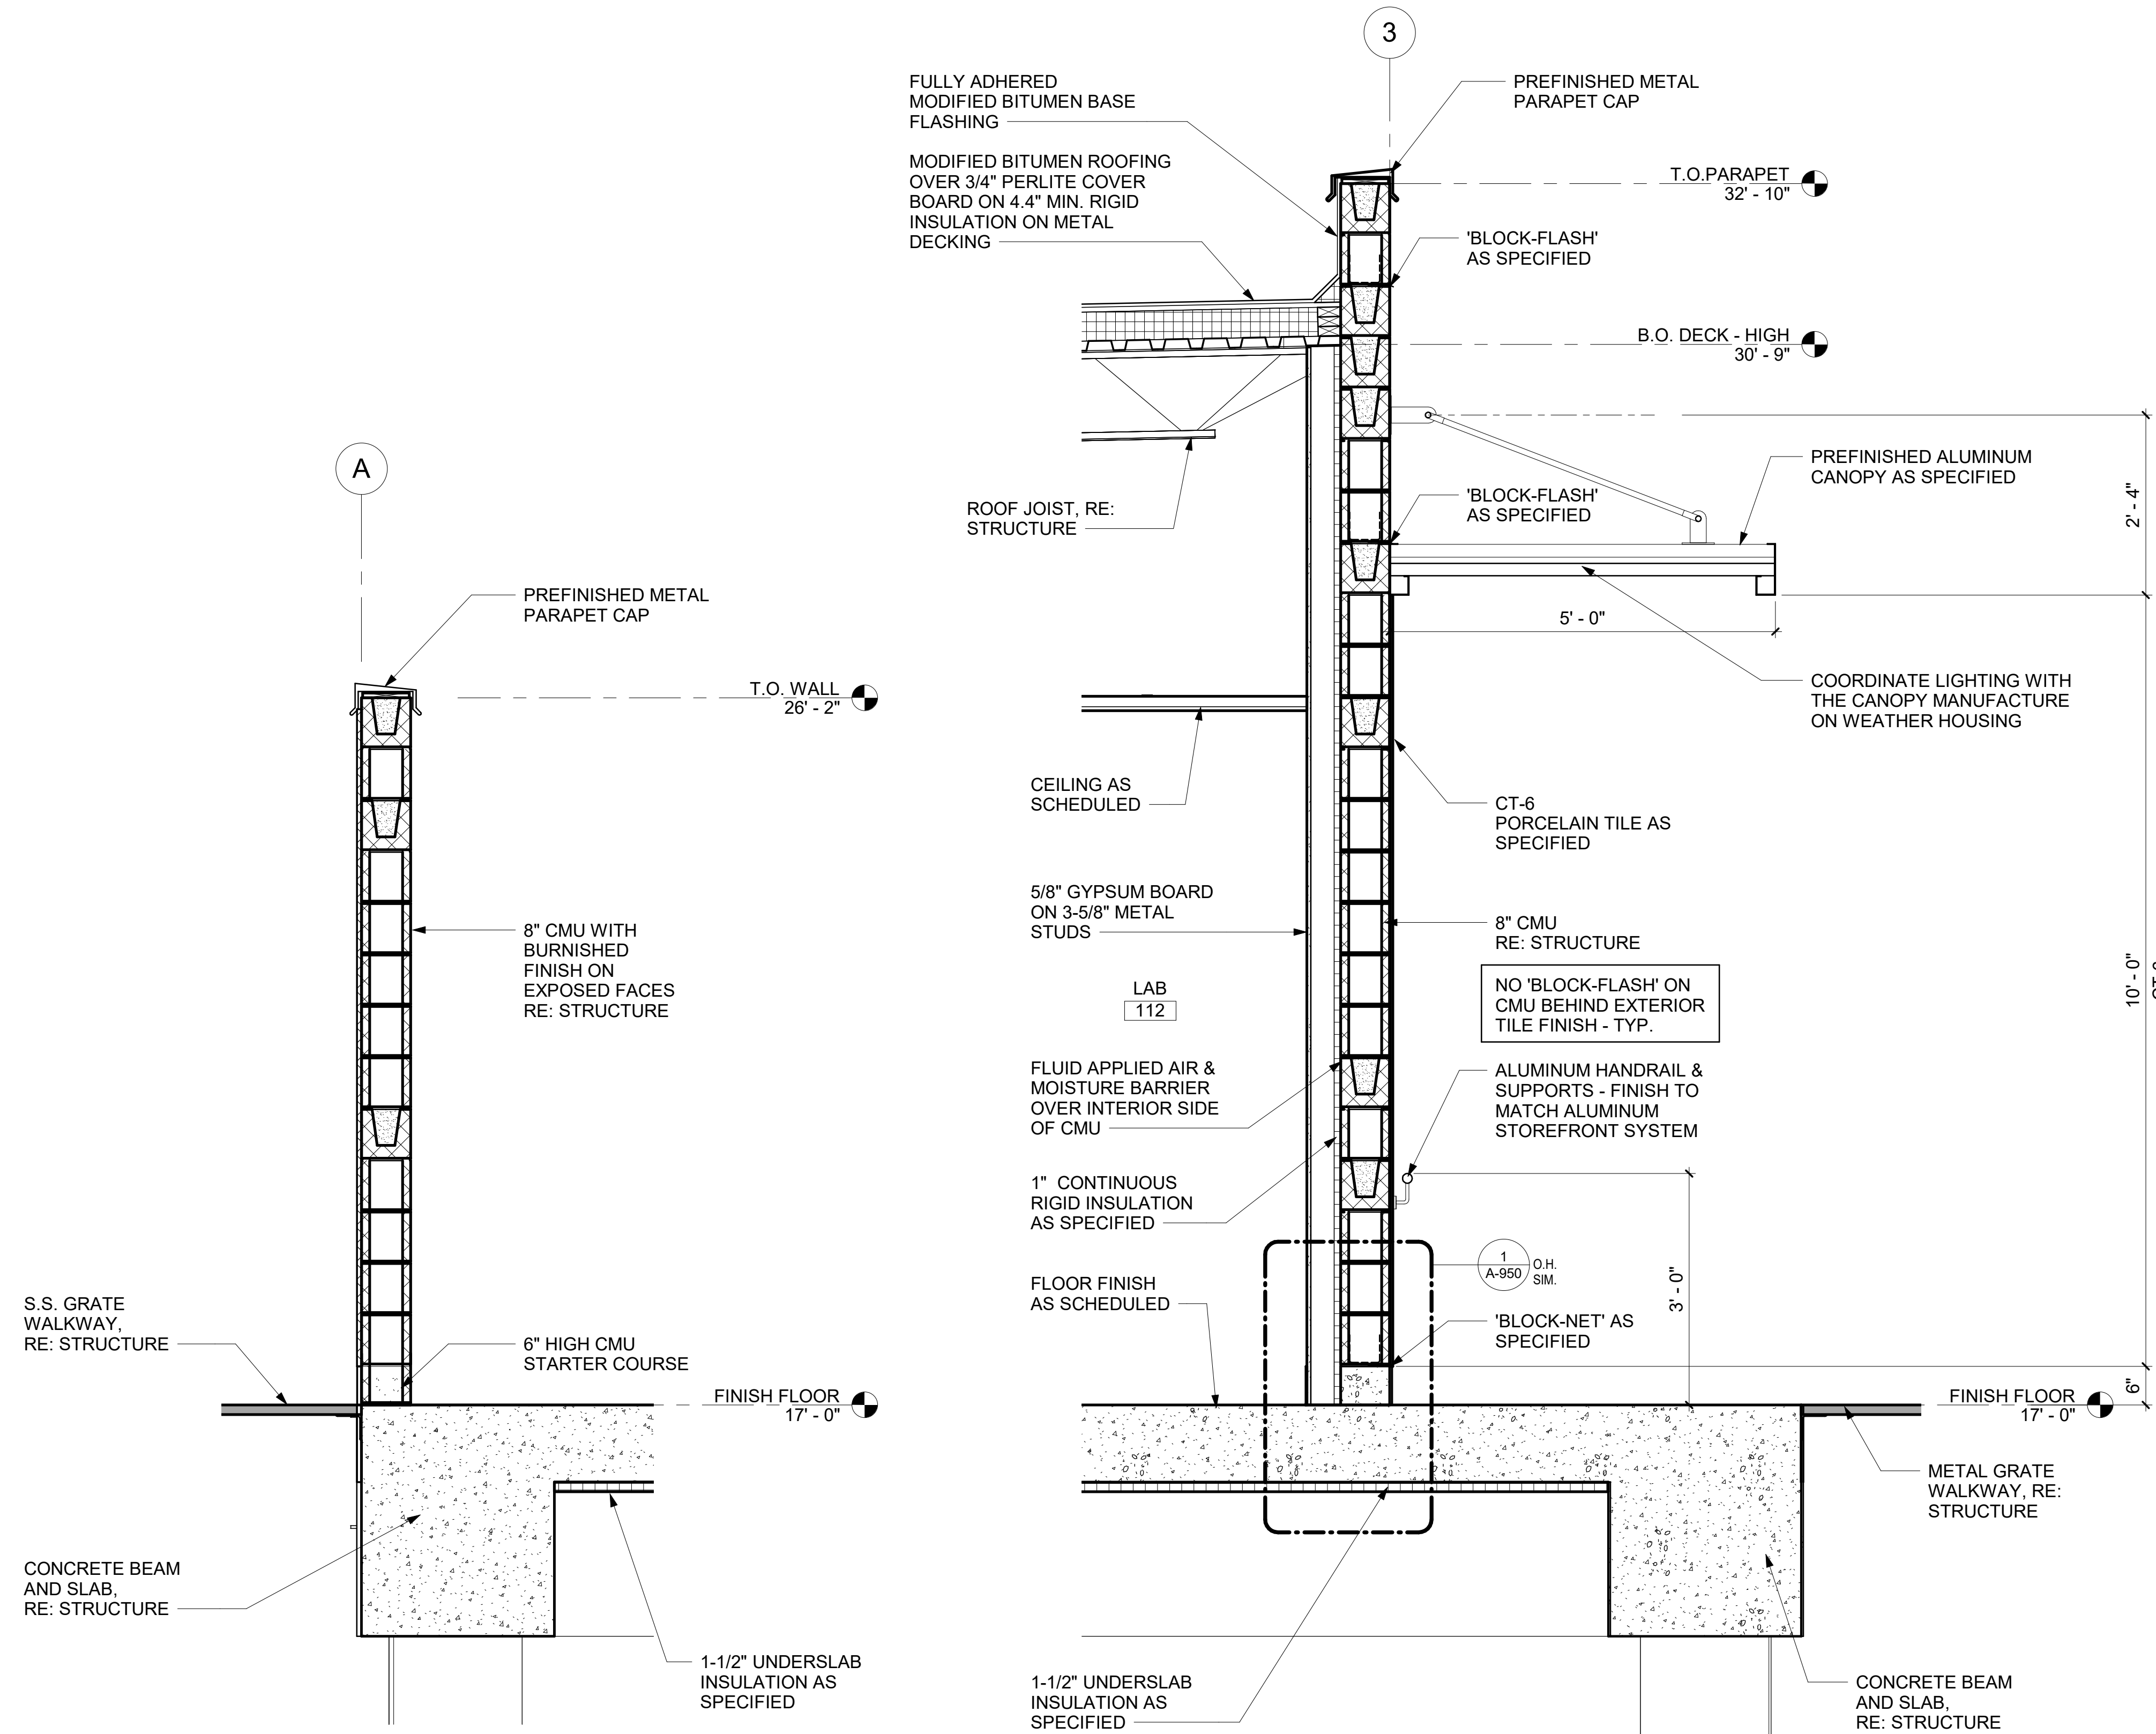 A
PREFINISHED METAL
PARAPET CAP
T.O. WALL
26' - 2"
8" CMU WITH
BURNISHED
FINISH ON
EXPOSED FACES
RE: STRUCTURE
S.S. GRATE
WALKWAY,
RE: STRUCTURE
6" HIGH CMU
STARTER COURSE
FINISH FLOOR
17' - 0"
CONCRETE BEAM
AND SLAB,
RE: STRUCTURE
1-1/2" UNDERSLAB
INSULATION AS
SPECIFIED
3
FULLY ADHERED
MODIFIED BITUMEN BASE
FLASHING
MODIFIED BITUMEN ROOFING
OVER 3/4" PERLITE COVER
BOARD ON 4.4" MIN. RIGID
INSULATION ON METAL
DECKING
PREFINISHED METAL
PARAPET CAP
T.O.PARAPET
32' - 10"
'BLOCK-FLASH'
AS SPECIFIED
B.O. DECK - HIGH
30' - 9"
ROOF JOIST, RE:
STRUCTURE
'BLOCK-FLASH'
AS SPECIFIED
PREFINISHED ALUMINUM
CANOPY AS SPECIFIED
2' - 4"
5' - 0"
COORDINATE LIGHTING WITH
THE CANOPY MANUFACTURE
ON WEATHER HOUSING
CEILING AS
SCHEDULED
CT-6
PORCELAIN TILE AS
SPECIFIED
5/8" GYPSUM BOARD
ON 3-5/8" METAL
STUDS
8" CMU
RE: STRUCTURE
LAB
112
NO 'BLOCK-FLASH' ON
CMU BEHIND EXTERIOR
TILE FINISH - TYP.
10' - 0"
FLUID APPLIED AIR &
MOISTURE BARRIER
OVER INTERIOR SIDE
OF CMU
ALUMINUM HANDRAIL &
SUPPORTS - FINISH TO
MATCH ALUMINUM
STOREFRONT SYSTEM
1" CONTINUOUS
RIGID INSULATION
AS SPECIFIED
1
A-950
O.H.
SIM.
3' - 0"
FLOOR FINISH
AS SCHEDULED
'BLOCK-NET' AS
SPECIFIED
6"
FINISH FLOOR
17' - 0"
METAL GRATE
WALKWAY, RE:
STRUCTURE
1-1/2" UNDERSLAB
INSULATION AS
SPECIFIED
CONCRETE BEAM
AND SLAB,
RE: STRUCTURE